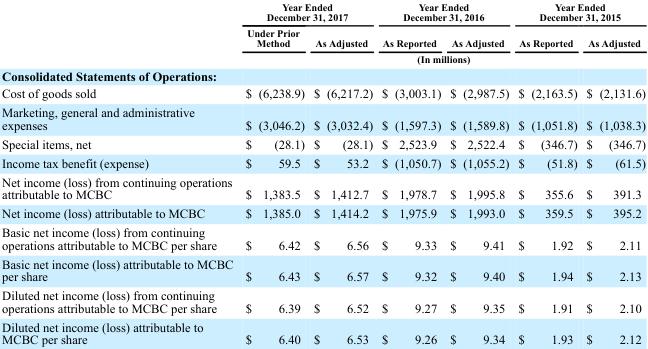 Year Ended Year Ended Year Ended
December 31, 2017 December 31, 2016 December 31, 2015
Under Prior
Method As Adjusted As Reported As Adjusted As Reported As Adjusted
(In millions)
Consolidated Statements of Operations:
Cost of goods sold $ (6,238.9) $ (6,217.2) $ (3,003.1) $ (2,987.5) $ (2,163.5) $ (2,131.6)
Marketing, general and administrative
expenses $ (3,046.2) $ (3,032.4) $ (1,597.3) $ (1,589.8) $ (1,051.8) $ (1,038.3)
Special items, net $ (28.1) $ (28.1) $ 2,523.9 $ 2,522.4 $ (346.7) $ (346.7)
Income tax benefit (expense) $ 59.5 $ 53.2 $ (1,050.7) $ (1,055.2) $ (51.8) $ (61.5)
Net income (loss) from continuing operations
attributable to MCBC $ 1,383.5 $ 1,412.7 $ 1,978.7 $ 1,995.8 $ 355.6 $ 391.3
Net income (loss) attributable to MCBC $ 1,385.0 $ 1,414.2 $ 1,975.9 $ 1,993.0 $ 359.5 $ 395.2
Basic net income (loss) from continuing
operations attributable to MCBC per share $ 6.42 $ 6.56 $ 9.33 $ 9.41 $ 1.92 $ 2.11
Basic net income (loss) attributable to MCBC
per share $ 6.43 $ 6.57 $ 9.32 $ 9.40 $ 1.94 $ 2.13
Diluted net income (loss) from continuing
operations attributable to MCBC per share $ 6.39 $ 6.52 $ 9.27 $ 9.35 $ 1.91 $ 2.10
Diluted net income (loss) attributable to
MCBC per share $ 6.40 $ 6.53 $ 9.26 $ 9.34 $ 1.93 $ 2.12